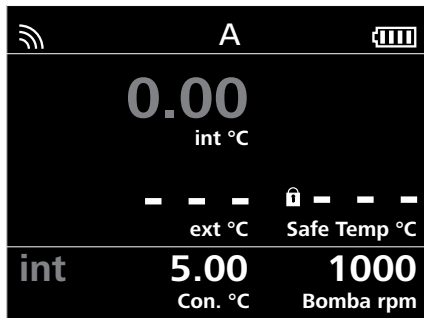 A
0.00
int °C
- - - - - -
ext °C Safe Temp °C
int 5.00 1000
Con. °C Bomba rpm